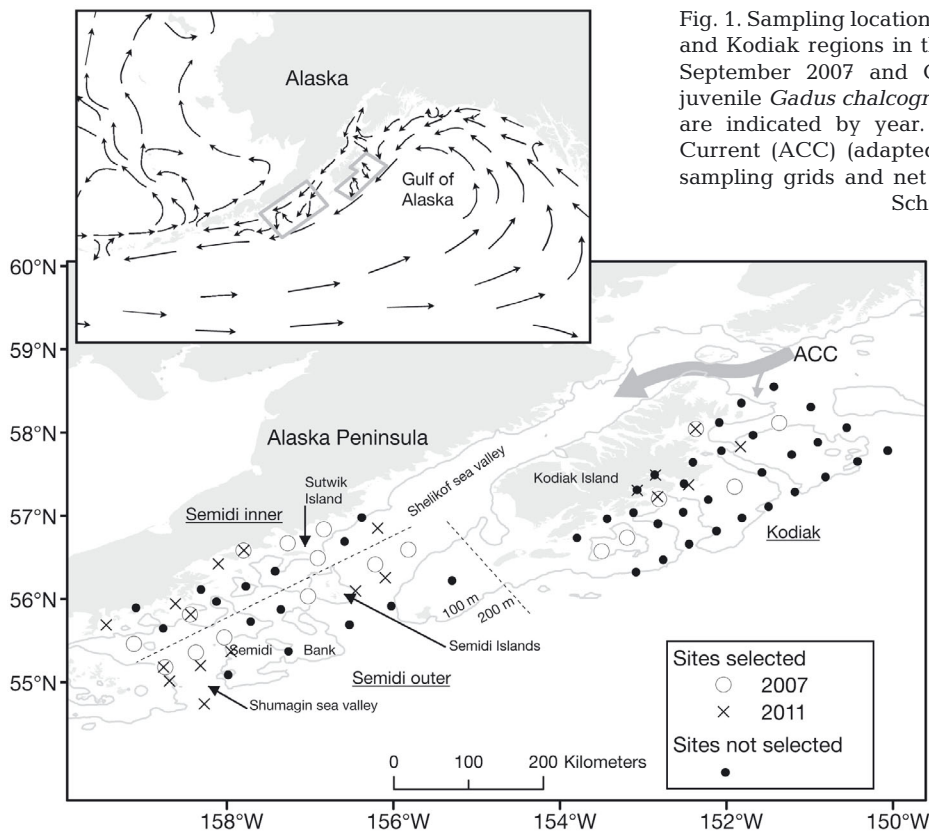 Fig. 1. Sampling location
and Kodiak regions in th
September 2007 and C
juvenile Gadus chalcogr
are indicated by year.
Current (ACC) (adapted
sampling grids and net
Sch
Alaska
Gulf of
Alaska
60°N
59°N
58°N
57°N
56°N
55°N
ACC
Alaska Peninsula
Shelikof sea valley
Kodiak Island
Sutwik
Island
Semidi inner
Kodiak
100 m
200 m
Semidi Islands
Semidi Bank
Semidi outer
Shumagin sea valley
Sites selected
2007
2011
Sites not selected
0 100 200 Kilometers
158°W 156°W 154°W 152°W 150°W